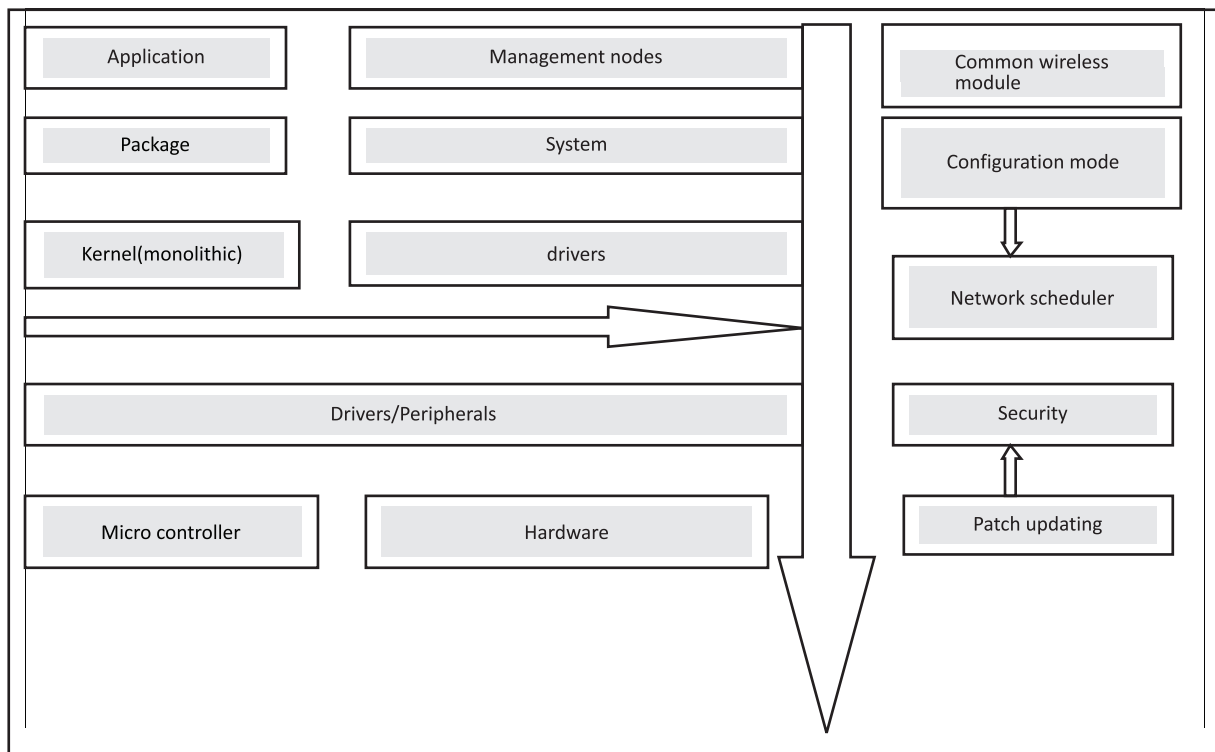 Application
Management nodes
Common wireless
module
Package
System
Configuration mode
Kernel(monolithic)
drivers
Network scheduler
Drivers/Peripherals
Security
Micro controller
Hardware
Patch updating